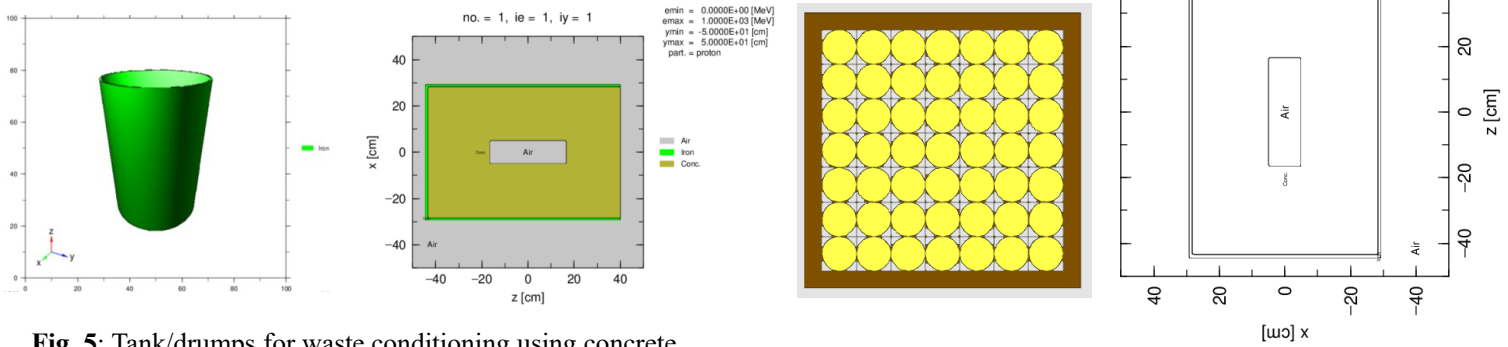 100
80
60
40
20
0
0 20 40 60 80 100
z
x
y
Iron
no. = 1, ie = 1, iy = 1
emin = 0.0000E+00 [MeV]
emax = 1.0000E+03 [MeV]
ymin = -5.0000E+01 [cm]
ymax = 5.0000E+01 [cm]
part. = proton
40
20
0
−20
−40
x [cm]
−40 −20 0 20 40
z [cm]
Conc.
Air
Air
Air
Iron
Conc.
Air
Conc.
Air
20
0
−20
−40
z [cm]
40 20 0 −20 −40
x [cm]
Fig. 5: Tank/drumps for waste conditioning using concrete